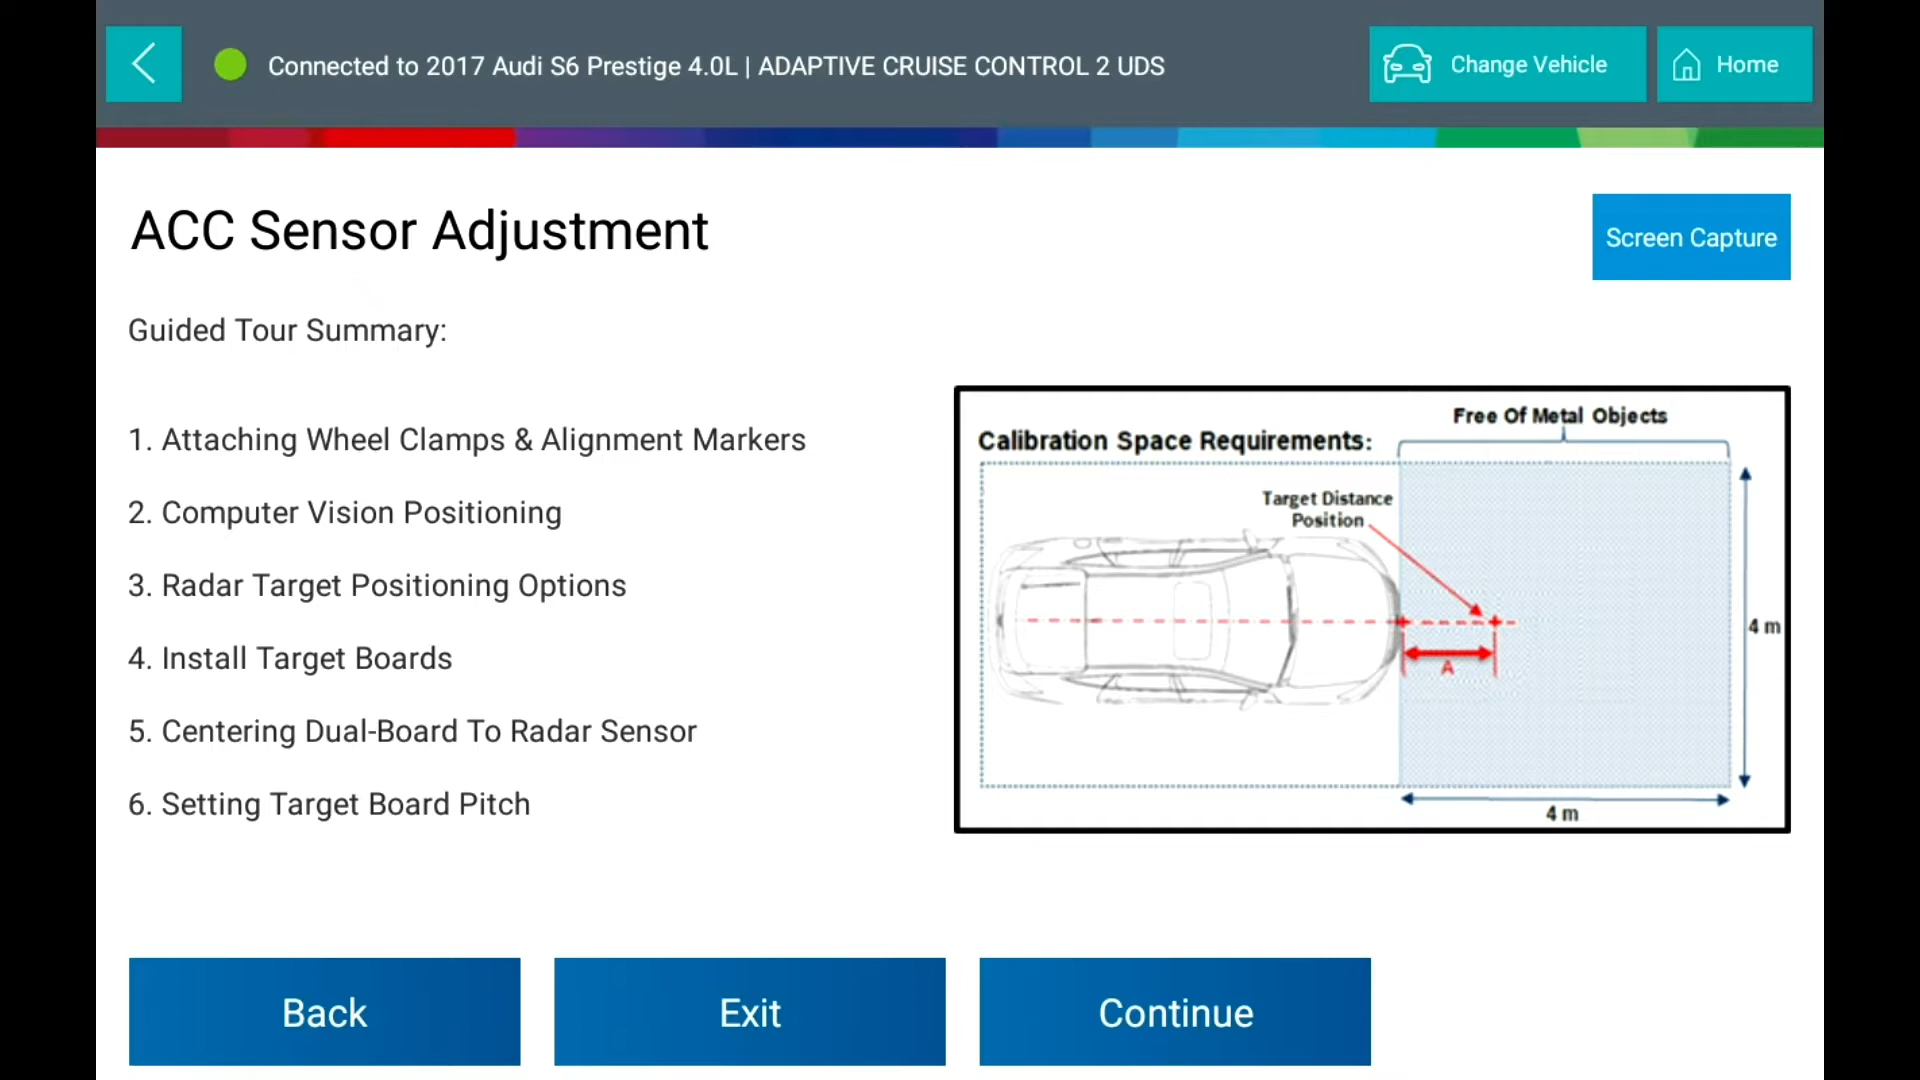 Connected to 2017 Audi S6 Prestige 4.0L | ADAPTIVE CRUISE CONTROL 2 UDS
Change Vehicle
Home
ACC Sensor Adjustment
Screen Capture
Guided Tour Summary:
1. Attaching Wheel Clamps & Alignment Markers
2. Computer Vision Positioning
3. Radar Target Positioning Options
4. Install Target Boards
5. Centering Dual-Board To Radar Sensor
6. Setting Target Board Pitch
Free Of Metal Objects
Calibration Space Requirements:
Target Distance
Position
A
4 m
4 m
Back
Exit
Continue